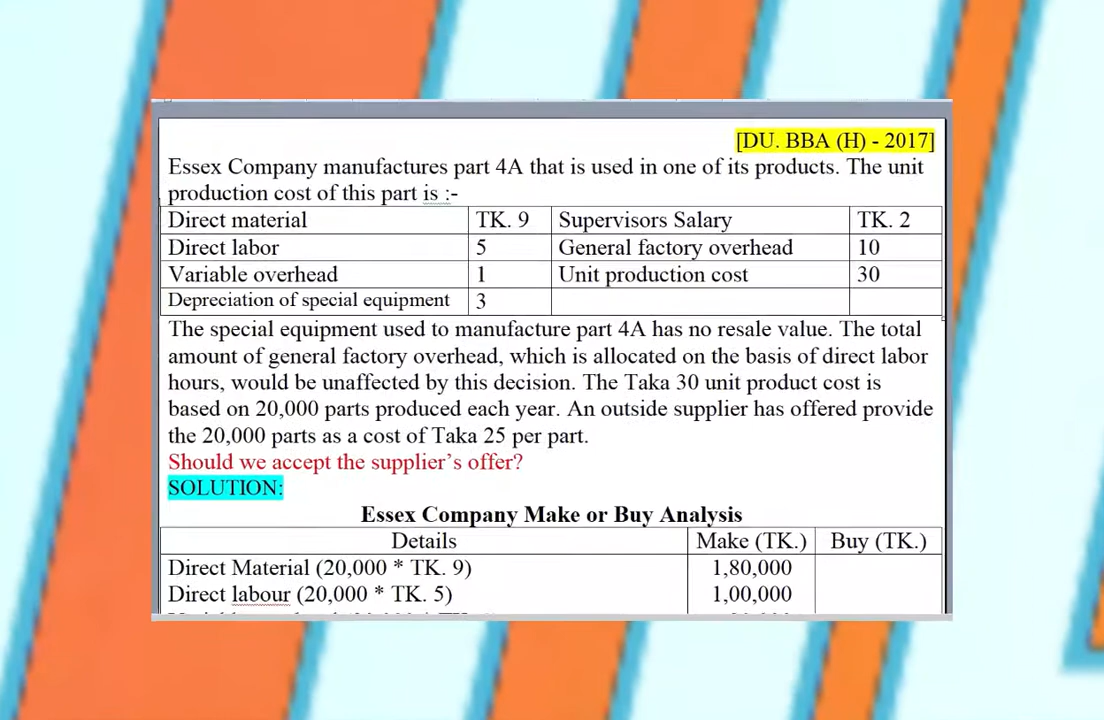 [DU. BBA (H) - 2017]
Essex Company manufactures part 4A that is used in one of its products. The unit
production cost of this part is :-
Direct material TK. 9 Supervisors Salary TK. 2
Direct labor 5 General factory overhead 10
Variable overhead 1 Unit production cost 30
Depreciation of special equipment 3
The special equipment used to manufacture part 4A has no resale value. The total
amount of general factory overhead, which is allocated on the basis of direct labor
hours, would be unaffected by this decision. The Taka 30 unit product cost is
based on 20,000 parts produced each year. An outside supplier has offered provide
the 20,000 parts as a cost of Taka 25 per part.
Should we accept the supplier's offer?
SOLUTION:
Essex Company Make or Buy Analysis
Details Make (TK.) Buy (TK.)
Direct Material (20,000 * TK. 9) 1,80,000
Direct labour (20,000 * TK. 5) 1,00,000